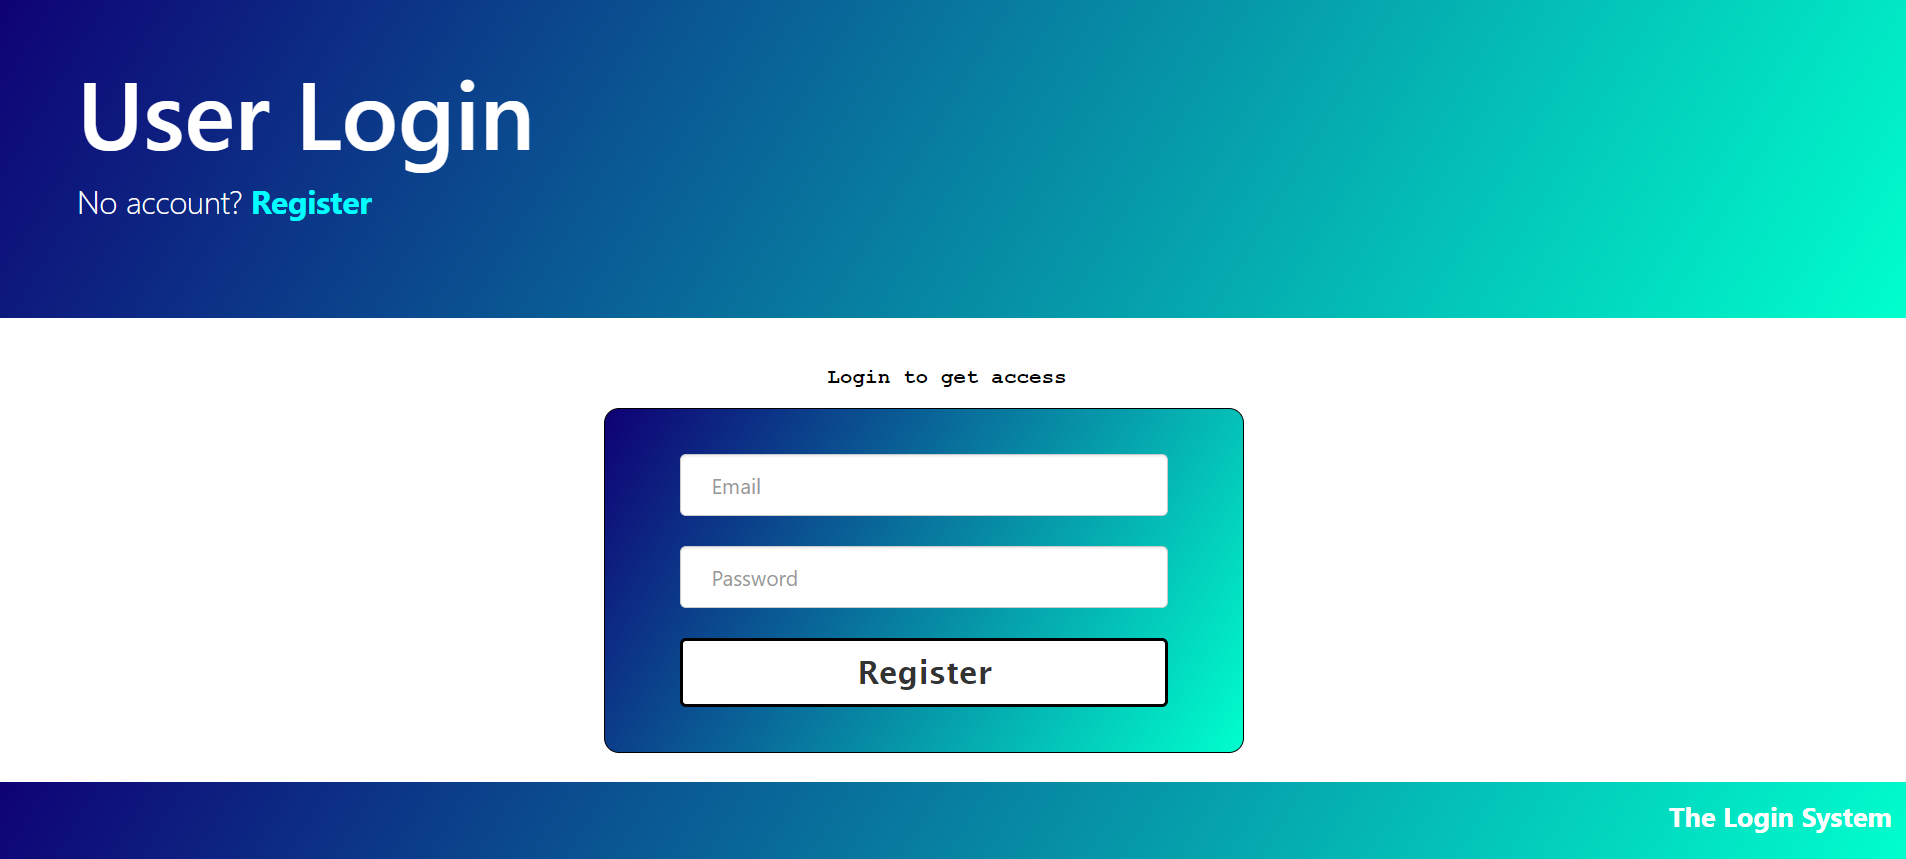 User Login
No account? Register
Login to get access
Email
Password
Register
The Login System